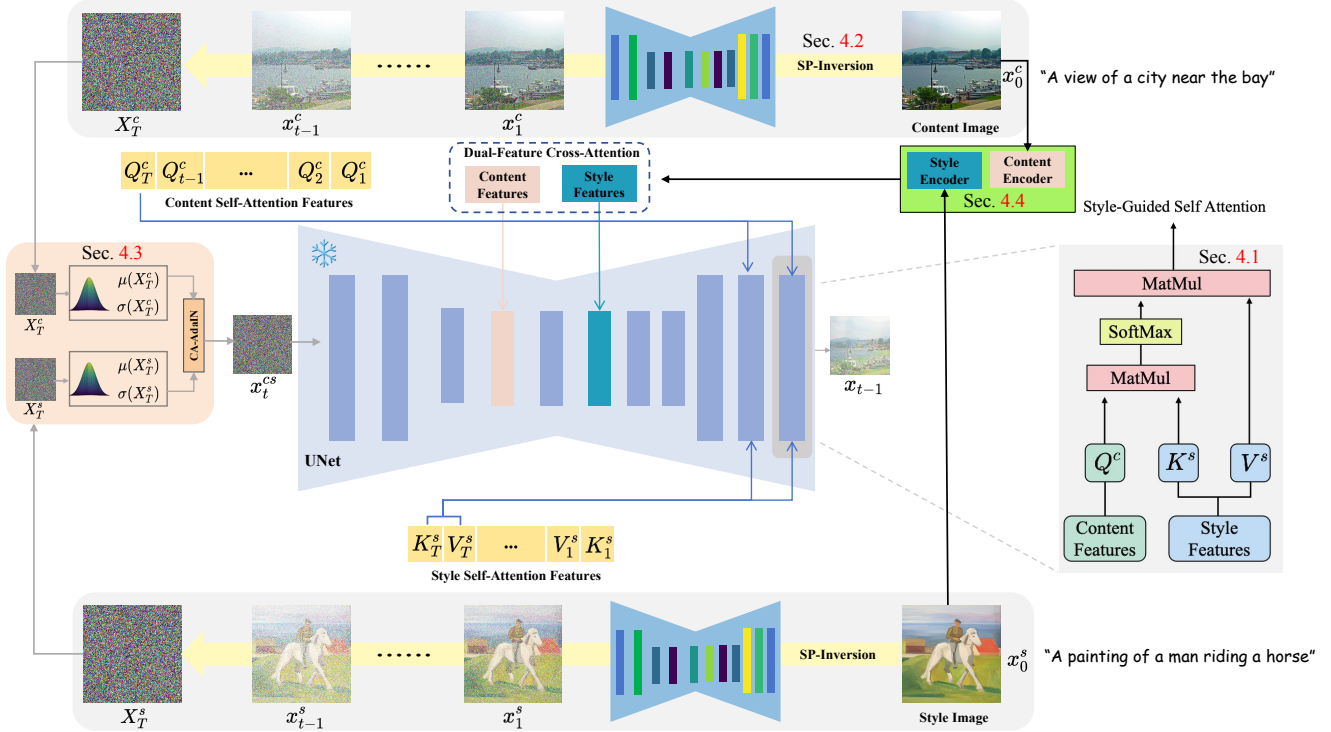 Sec. 4.2
SP-Inversion
......
X_T^c
x_{t-1}^c
x_1^c
x_0^c
Content Image
"A view of a city near the bay"
Q_T^c Q_{t-1}^c ... Q_2^c Q_1^c
Content Self-Attention Features
Dual-Feature Cross-Attention
Content Features
Style Features
Style Encoder
Content Encoder
Sec. 4.4
Style-Guided Self Attention
Sec. 4.3
X_T^c
μ(X_T^c)
σ(X_T^c)
CA-AdaIN
X_T^s
μ(X_T^s)
σ(X_T^s)
x_t^{cs}
UNet
x_{t-1}
Sec. 4.1
MatMul
SoftMax
MatMul
Q^c K^s V^s
Content Features
Style Features
K_T^s V_T^s ... V_1^s K_1^s
Style Self-Attention Features
......
SP-Inversion
X_T^s
x_{t-1}^s
x_1^s
x_0^s
Style Image
"A painting of a man riding a horse"